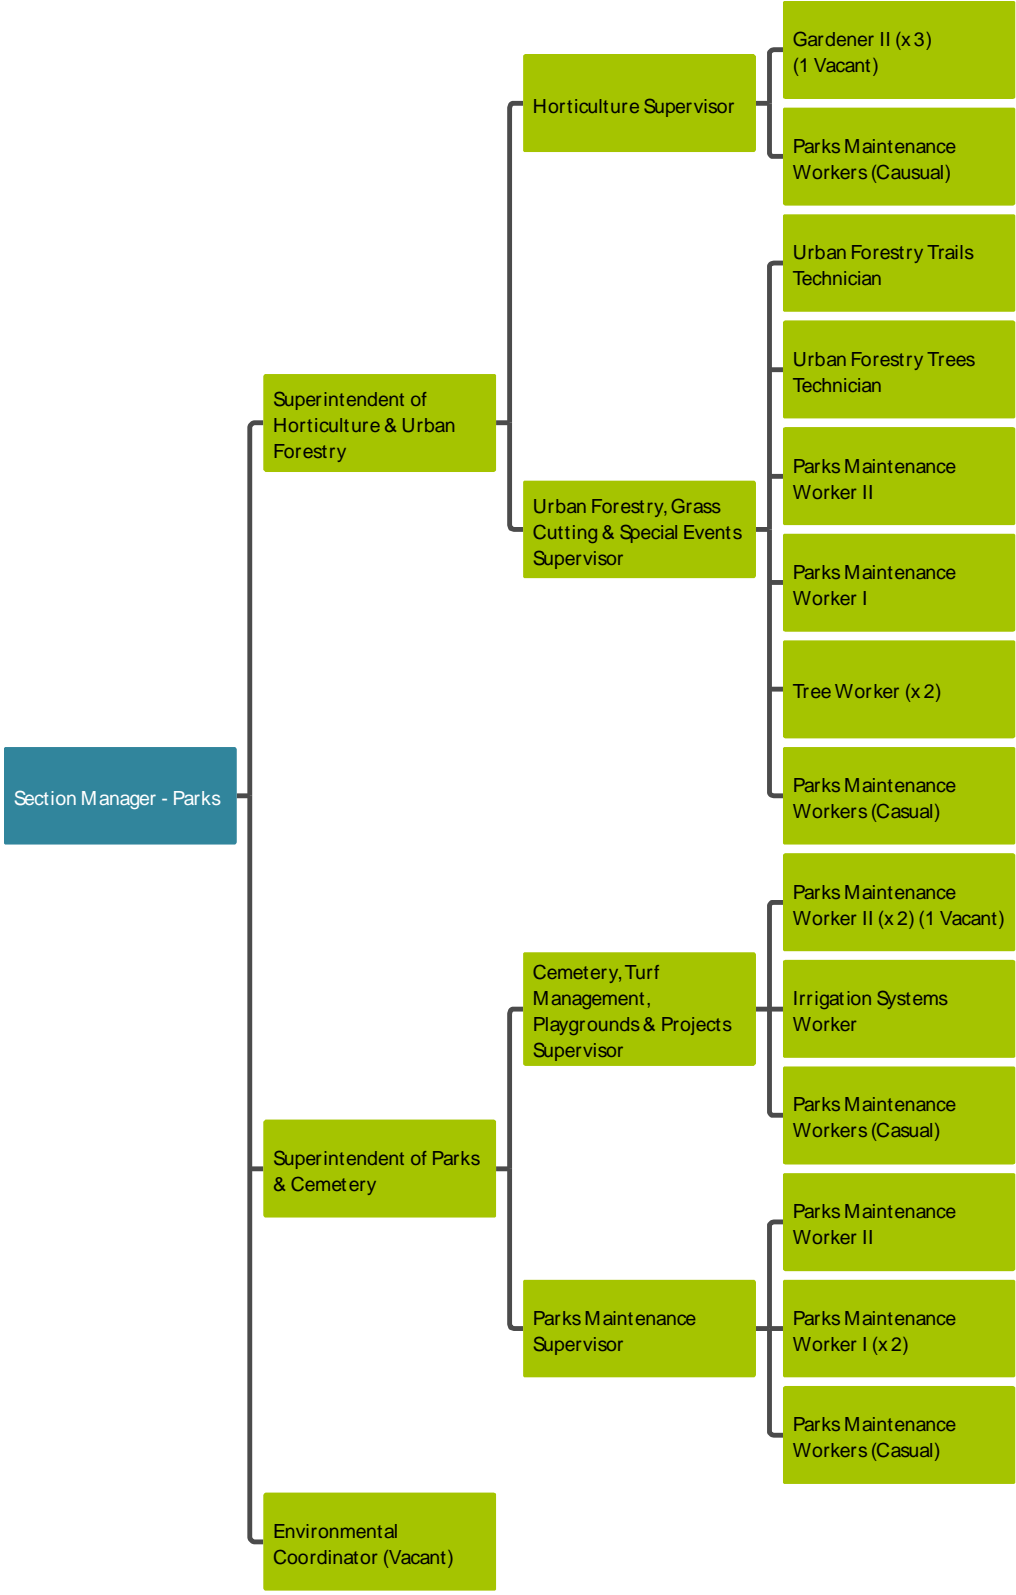 Gardener II (x 3)
(1 Vacant)
Horticulture Supervisor
Parks Maintenance
Workers (Causual)
Urban Forestry Trails
Technician
Urban Forestry Trees
Technician
Superintendent of
Horticulture & Urban
Forestry
Parks Maintenance
Worker II
Urban Forestry, Grass
Cutting & Special Events
Supervisor
Parks Maintenance
Worker I
Tree Worker (x 2)
Section Manager - Parks
Parks Maintenance
Workers (Casual)
Parks Maintenance
Worker II (x 2) (1 Vacant)
Cemetery, Turf
Management,
Playgrounds & Projects
Supervisor
Irrigation Systems
Worker
Parks Maintenance
Workers (Casual)
Superintendent of Parks
& Cemetery
Parks Maintenance
Worker II
Parks Maintenance
Supervisor
Parks Maintenance
Worker I (x 2)
Parks Maintenance
Workers (Casual)
Environmental
Coordinator (Vacant)